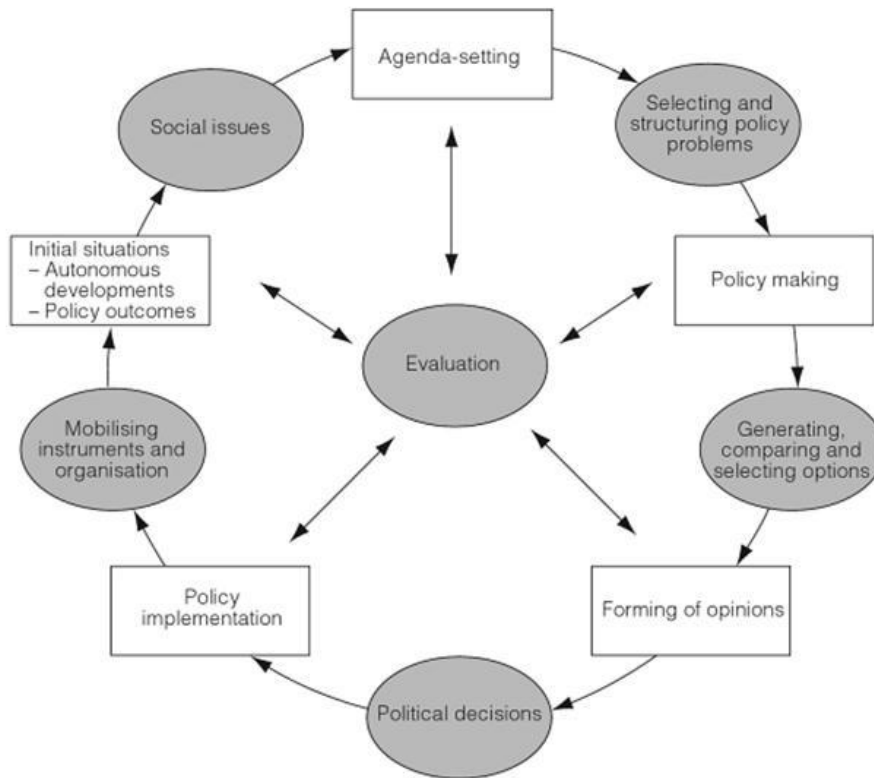 Agenda-setting
Social issues
Selecting and
structuring policy
problems
Initial situations
– Autonomous
developments
– Policy outcomes
Policy making
Evaluation
Mobilising
instruments and
organisation
Generating,
comparing and
selecting options
Policy
implementation
Forming of opinions
Political decisions